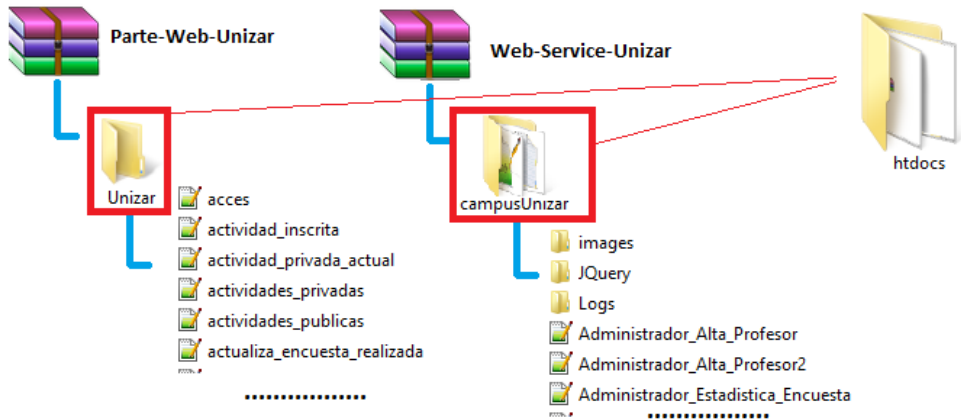 Parte-Web-Unizar
Web-Service-Unizar
htdocs
Unizar
campusUnizar
acces
actividad_inscrita
actividad_privada_actual
actividades_privadas
actividades_publicas
actualiza_encuesta_realizada
.................
images
JQuery
Logs
Administrador_Alta_Profesor
Administrador_Alta_Profesor2
Administrador_Estadistica_Encuesta
.................